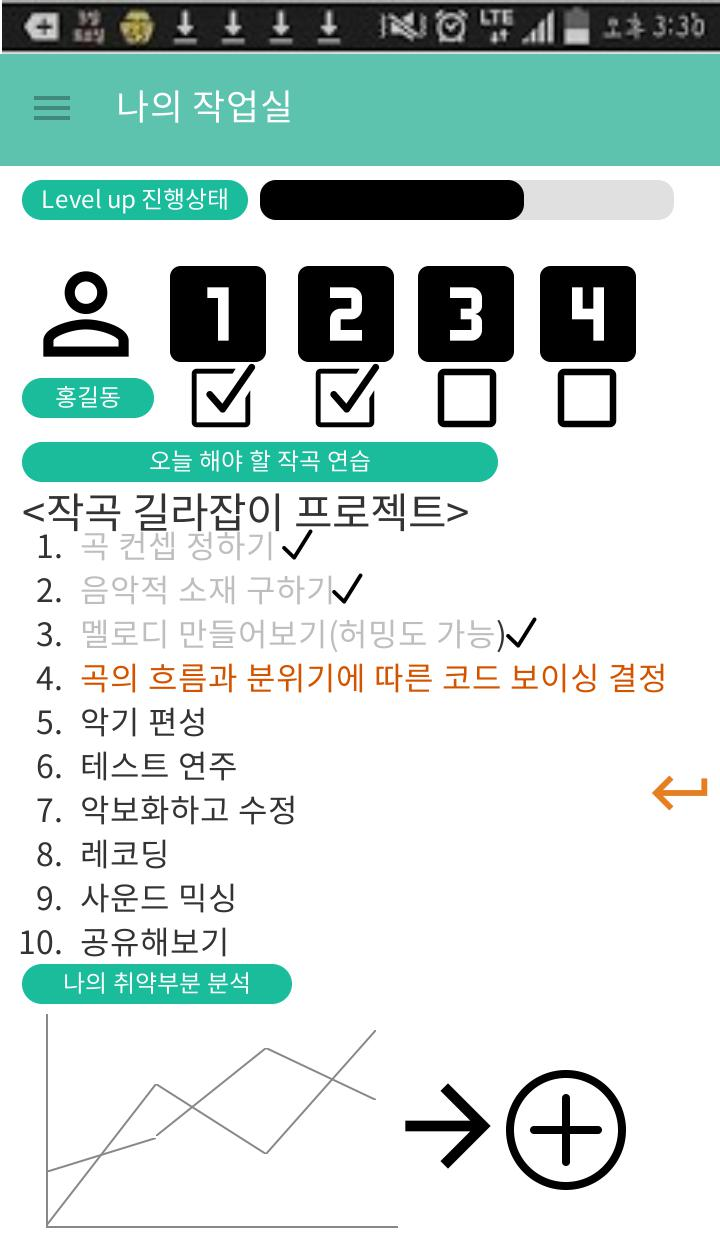 LTE 오후 3:30
나의 작업실
Level up 진행상태
1 2 3 4
홍길동
오늘 해야 할 작곡 연습
<작곡 길라잡이 프로젝트>
1. 곡 컨셉 정하기
2. 음악적 소재 구하기
3. 멜로디 만들어보기(허밍도 가능)
4. 곡의 흐름과 분위기에 따른 코드 보이싱 결정
5. 악기 편성
6. 테스트 연주
7. 악보화하고 수정
8. 레코딩
9. 사운드 믹싱
10. 공유해보기
나의 취약부분 분석